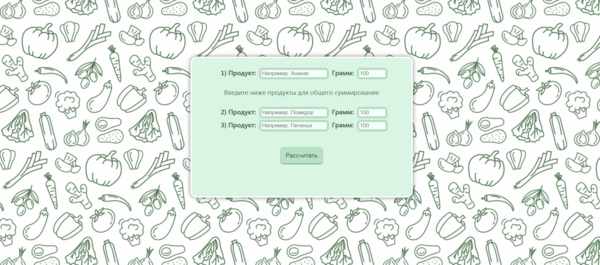 1) Продукт: Например: Ананас Грамм: 100
Введите ниже продукты для общего суммирование
2) Продукт: Например: Помидор Грамм: 100
3) Продукт: Например: Печенье Грамм: 100
Рассчитать